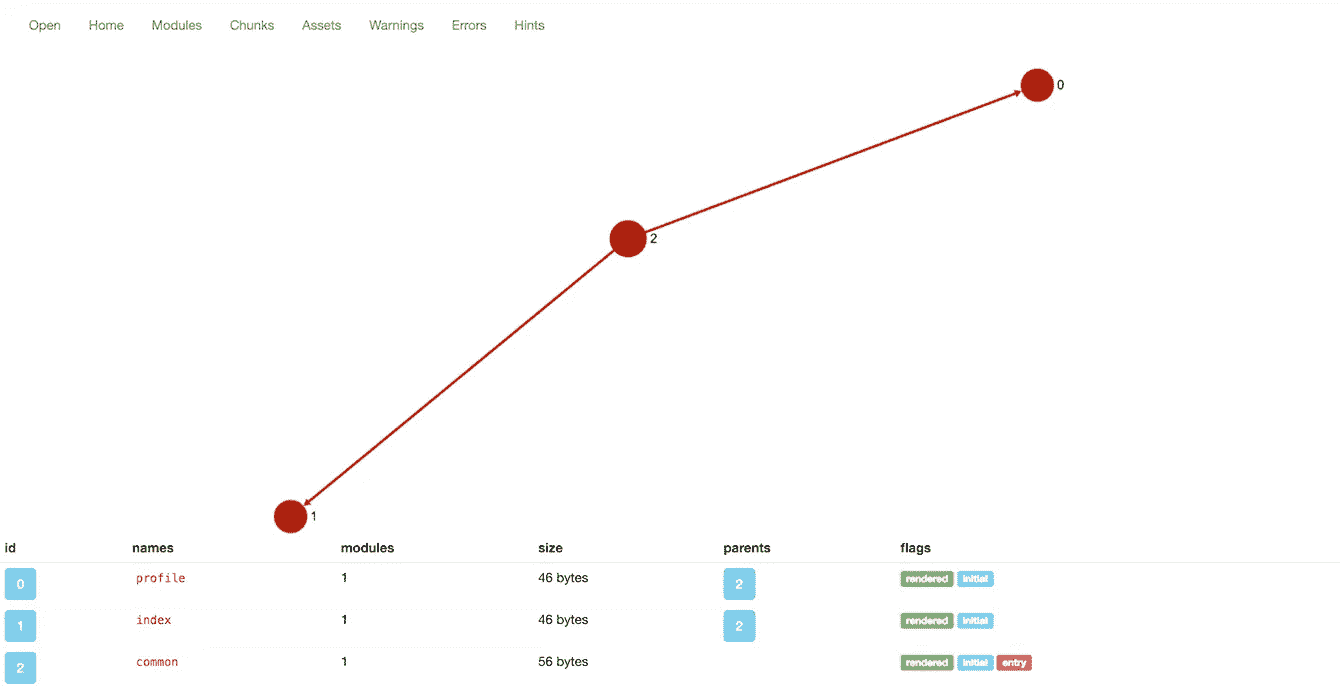 Open Home Modules Chunks Assets Warnings Errors Hints
0
2
1
id names modules size parents flags
0 profile 1 46 bytes 2 rendered initial
1 index 1 46 bytes 2 rendered initial
2 common 1 56 bytes rendered initial entry